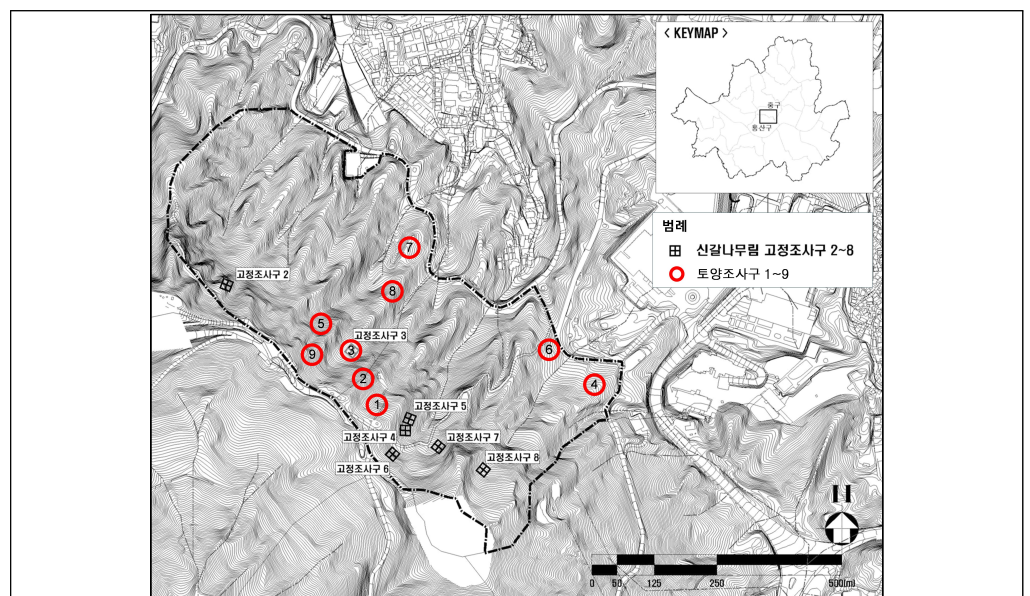 < KEYMAP >
중구
용산구
범례
신갈나무림 고정조사구 2~8
토양조사구 1~9
7
고정조사구 2
8
5
고정조사구 3
3
9
6
2
4
1
고정조사구 5
고정조사구 4
고정조사구 7
고정조사구 8
고정조사구 6
0 50 125 250 500(m)